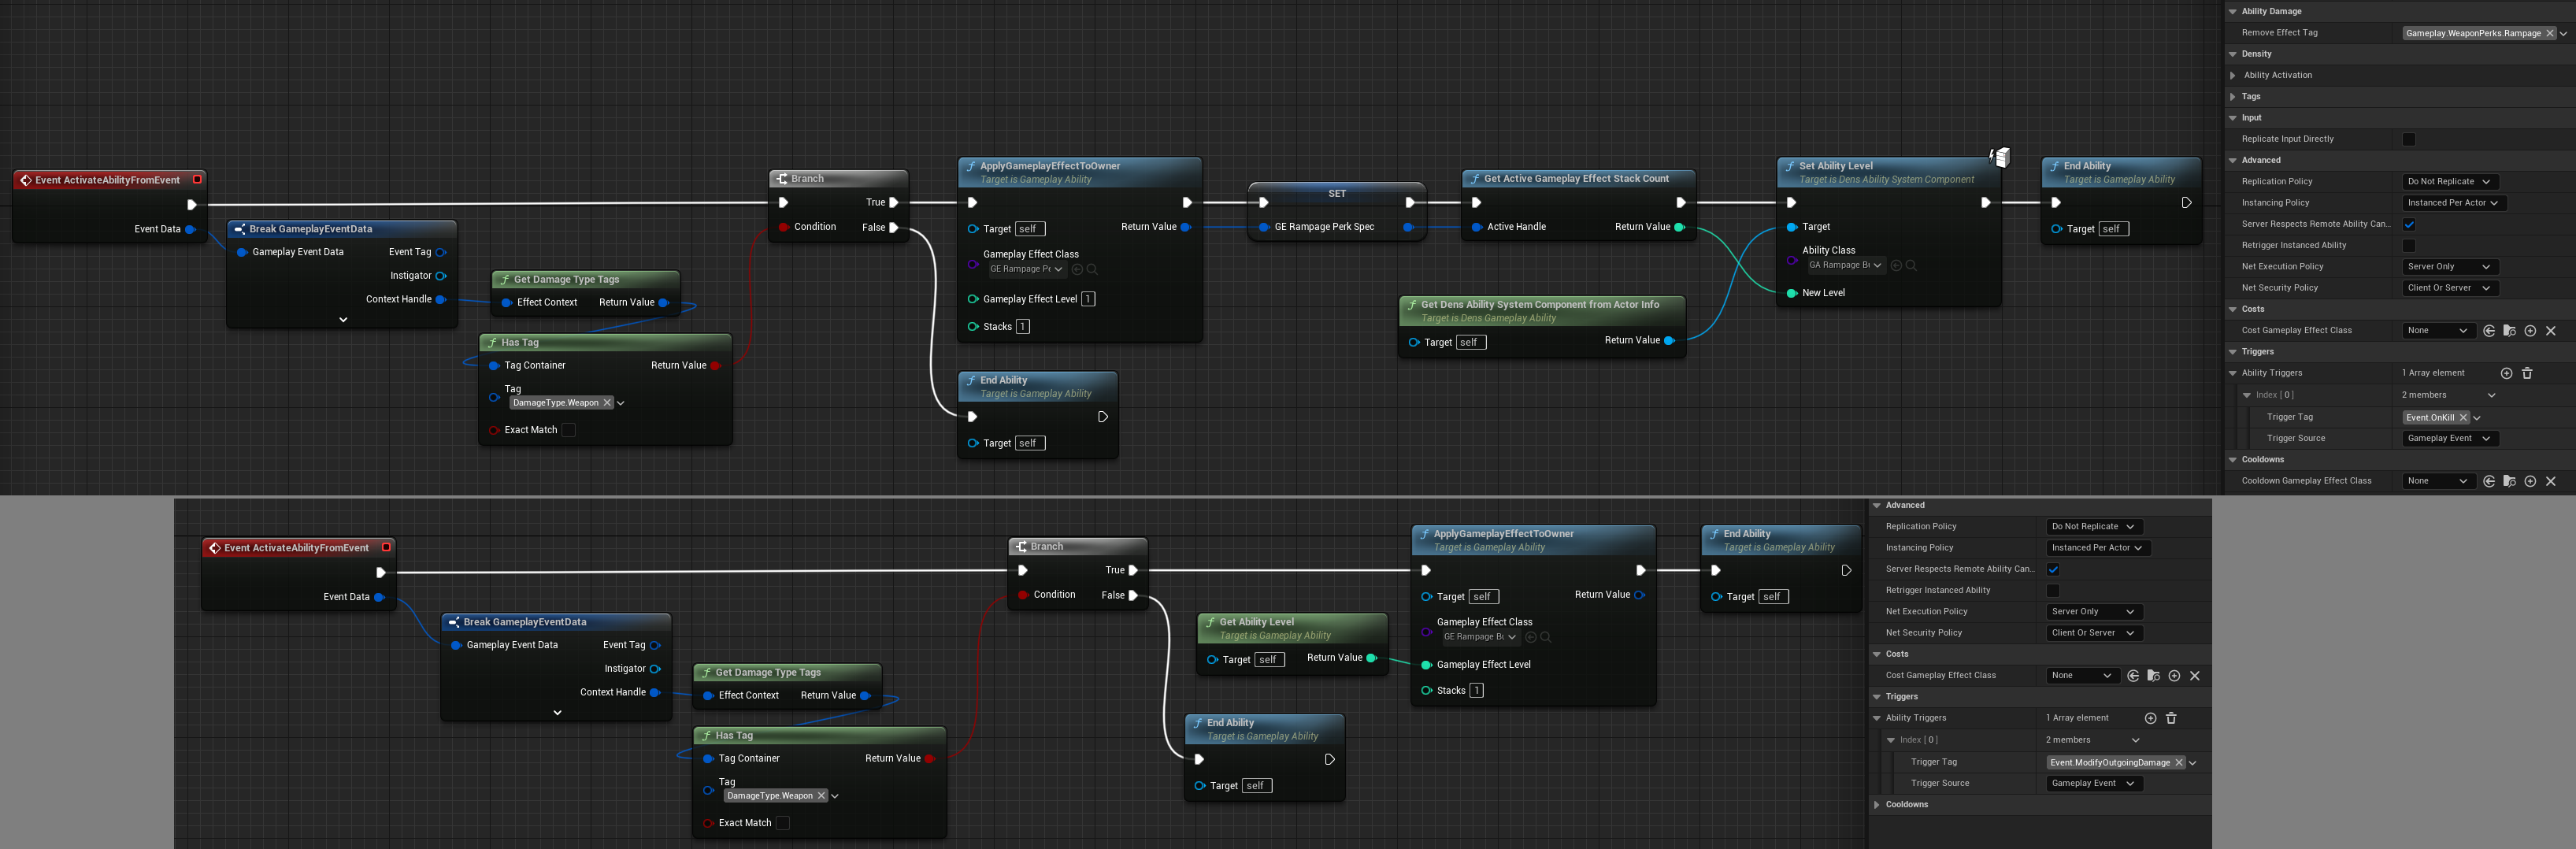 Event ActivateAbilityFromEvent
Event Data
Break GameplayEventData
Gameplay Event Data
Event Tag
Instigator
Context Handle
Get Damage Type Tags
Effect Context
Return Value
Has Tag
Tag Container
Return Value
Tag
DamageType.Weapon
Exact Match
Branch
True
Condition
False
ApplyGameplayEffectToOwner
Target is Gameplay Ability
Target self
Return Value
Gameplay Effect Class
Gameplay Effect Level 1
Stacks 1
End Ability
Target is Gameplay Ability
Target self
SET
GE Rampage Perk Spec
Get Active Gameplay Effect Stack Count
Active Handle
Return Value
Get Dens Ability System Component from Actor Info
Target is Dens Gameplay Ability
Target self
Return Value
Set Ability Level
Target is Dens Ability System Component
Target
Ability Class
New Level
End Ability
Target is Gameplay Ability
Target self
Ability Damage
Remove Effect Tag
Gameplay.WeaponPerks.Rampage
Density
Ability Activation
Tags
Input
Replicate Input Directly
Advanced
Replication Policy
Do Not Replicate
Instancing Policy
Instanced Per Actor
Server Respects Remote Ability Can...
Retrigger Instanced Ability
Net Execution Policy
Server Only
Net Security Policy
Client Or Server
Costs
Cost Gameplay Effect Class
None
Triggers
Ability Triggers
1 Array element
Index [ 0 ]
2 members
Trigger Tag
Event.OnKill
Trigger Source
Gameplay Event
Cooldowns
Cooldown Gameplay Effect Class
None
Event ActivateAbilityFromEvent
Event Data
Break GameplayEventData
Gameplay Event Data
Event Tag
Instigator
Context Handle
Get Damage Type Tags
Effect Context
Return Value
Has Tag
Tag Container
Return Value
Tag
DamageType.Weapon
Exact Match
Branch
True
Condition
False
Get Ability Level
Target is Gameplay Ability
Target self
Return Value
End Ability
Target is Gameplay Ability
Target self
ApplyGameplayEffectToOwner
Target is Gameplay Ability
Target self
Return Value
Gameplay Effect Class
Gameplay Effect Level
Stacks 1
End Ability
Target is Gameplay Ability
Target self
Advanced
Replication Policy
Do Not Replicate
Instancing Policy
Instanced Per Actor
Server Respects Remote Ability Can...
Retrigger Instanced Ability
Net Execution Policy
Server Only
Net Security Policy
Client Or Server
Costs
Cost Gameplay Effect Class
None
Triggers
Ability Triggers
1 Array element
Index [ 0 ]
2 members
Trigger Tag
Event.ModifyOutgoingDamage
Trigger Source
Gameplay Event
Cooldowns